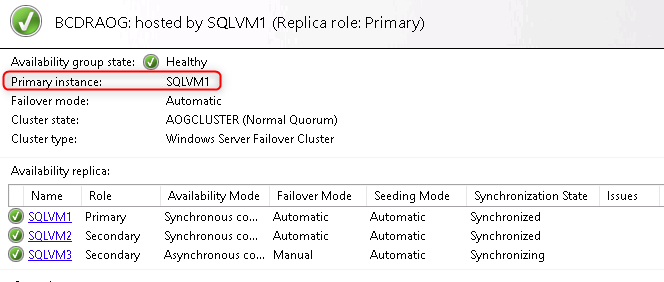 BCDRAOG: hosted by SQLVM1 (Replica role: Primary)
Availability group state: Healthy
Primary instance: SQLVM1
Failover mode: Automatic
Cluster state: AOGCLUSTER (Normal Quorum)
Cluster type: Windows Server Failover Cluster
Availability replica:
Name Role Availability Mode Failover Mode Seeding Mode Synchronization State Issues
SQLVM1 Primary Synchronous co... Automatic Automatic Synchronized
SQLVM2 Secondary Synchronous co... Automatic Automatic Synchronized
SQLVM3 Secondary Asynchronous co... Manual Automatic Synchronizing